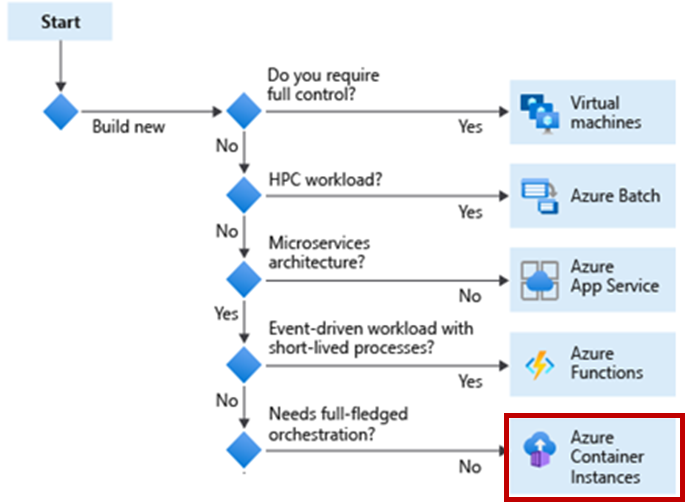 Start
Build new
Do you require
full control?
Yes
Virtual
machines
No
HPC workload?
Yes
Azure Batch
No
Microservices
architecture?
No
Azure
App Service
Yes
Event-driven workload with
short-lived processes?
Yes
Azure
Functions
No
Needs full-fledged
orchestration?
No
Azure
Container
Instances